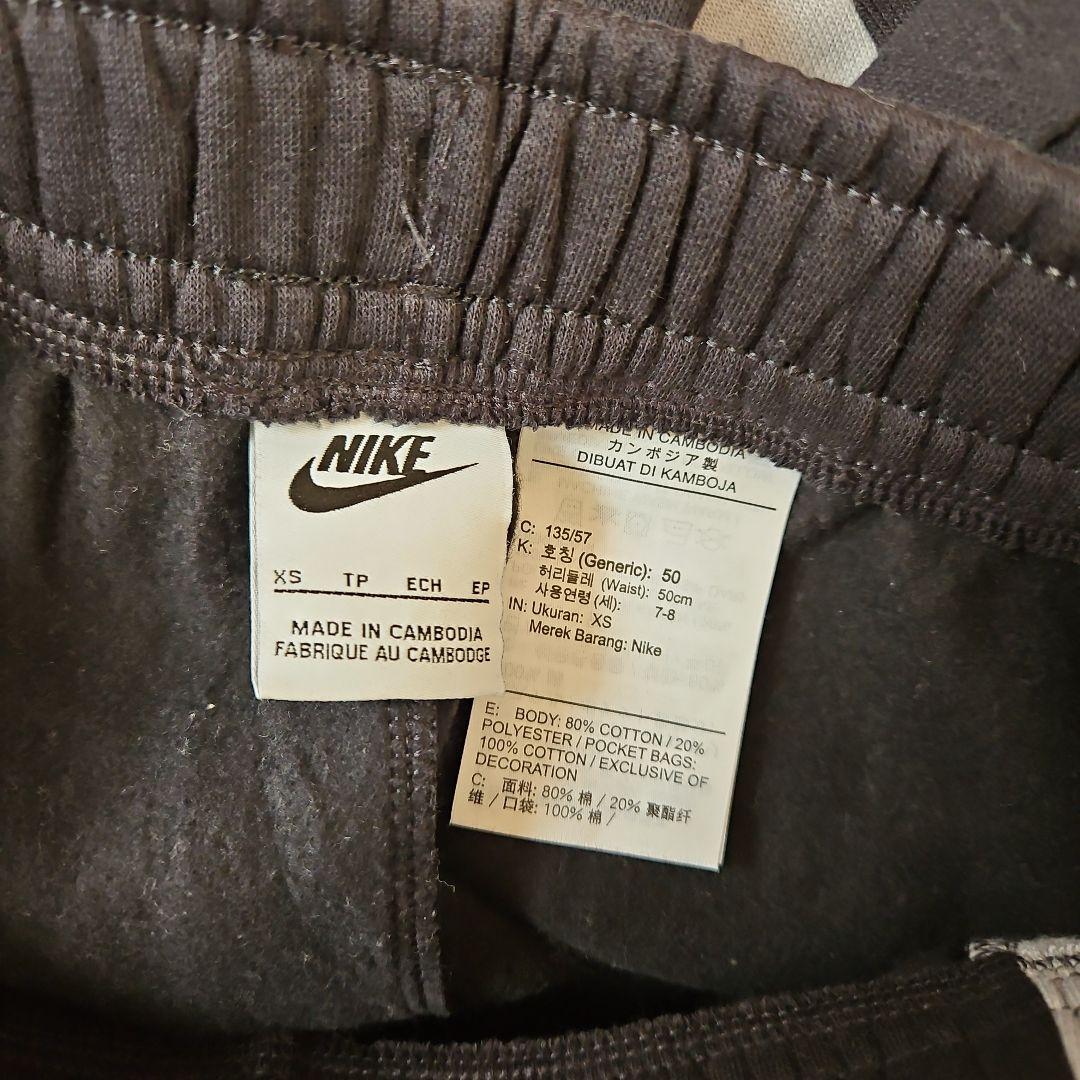 NIKE
XS TP ECH EP
MADE IN CAMBODIA
FABRIQUE AU CAMBODGE
MADE IN CAMBODIA
カンボジア製
DIBUAT DI KAMBOJA
C: 135/57
K: 호칭 (Generic): 50
허리둘레 (Waist): 50cm
사용연령 (세): 7-8
IN: Ukuran: XS
Merek Barang: Nike
E: BODY: 80% COTTON / 20%
POLYESTER / POCKET BAGS:
100% COTTON / EXCLUSIVE OF
DECORATION
C: 面料: 80% 棉 / 20% 聚酯纤
维 / 口袋: 100% 棉 /